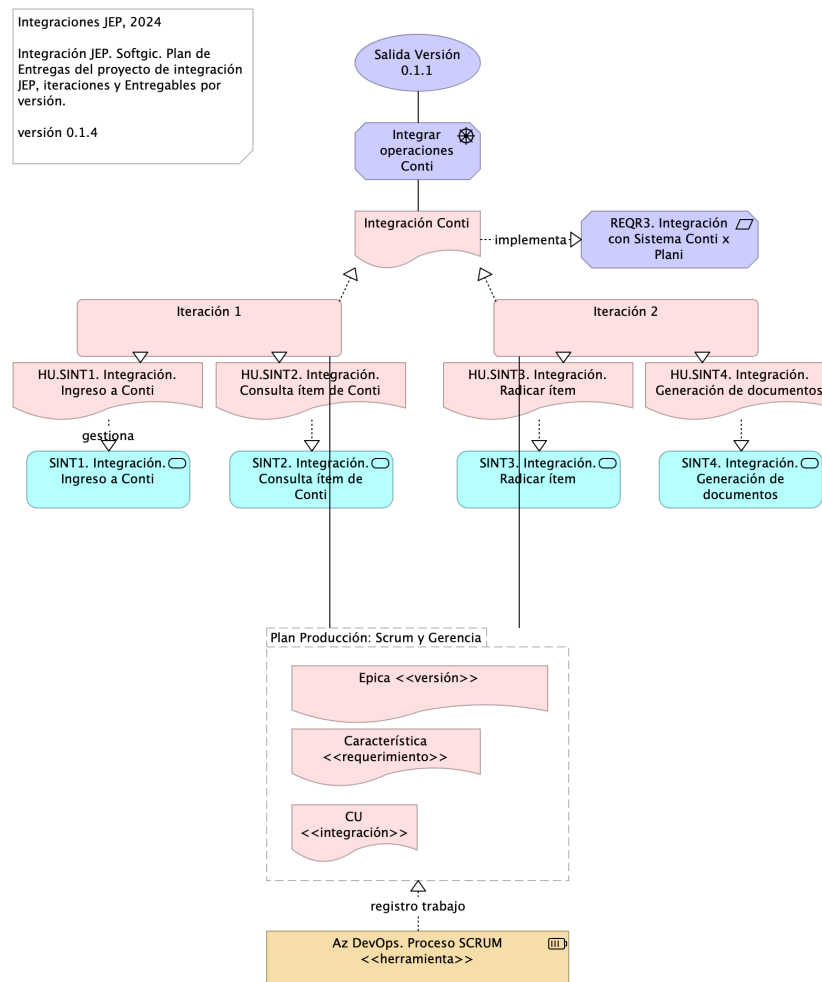 Integraciones JEP, 2024
Integración JEP. Softgic. Plan de
Entregas del proyecto de integración
JEP, iteraciones y Entregables por
versión.
versión 0.1.4
Salida Versión
0.1.1
Integrar
operaciones
Conti
Integración Conti
implementa
REQR3. Integración
con Sistema Conti x
Plani
Iteración 1
Iteración 2
HU.SINT1. Integración.
Ingreso a Conti
HU.SINT2. Integración.
Consulta ítem de Conti
HU.SINT3. Integración.
Radicar ítem
HU.SINT4. Integración.
Generación de documentos
gestiona
SINT1. Integración.
Ingreso a Conti
SINT2. Integración.
Consulta ítem de
Conti
SINT3. Integración.
Radicar ítem
SINT4. Integración.
Generación de
documentos
Plan Producción: Scrum y Gerencia
Epica <<versión>>
Característica
<<requerimiento>>
CU
<<integración>>
registro trabajo
Az DevOps. Proceso SCRUM
<<herramienta>>